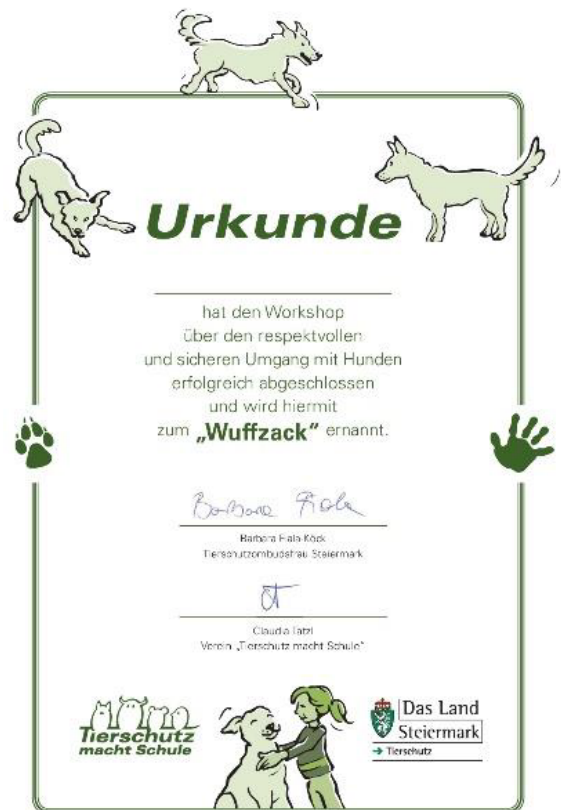 Urkunde
hat den Workshop
über den respektvollen
und sicheren Umgang mit Hunden
erfolgreich abgeschlossen
und wird hiermit
zum „Wuffzack“ ernannt.
Barbara Fiala
Barbara Fiala-Köck
Tierschutzombudsfrau Steiermark
Claudia Tatzl
Verein „Tierschutz macht Schule“
Tierschutz
macht Schule
Das Land
Steiermark
→ Tierschutz